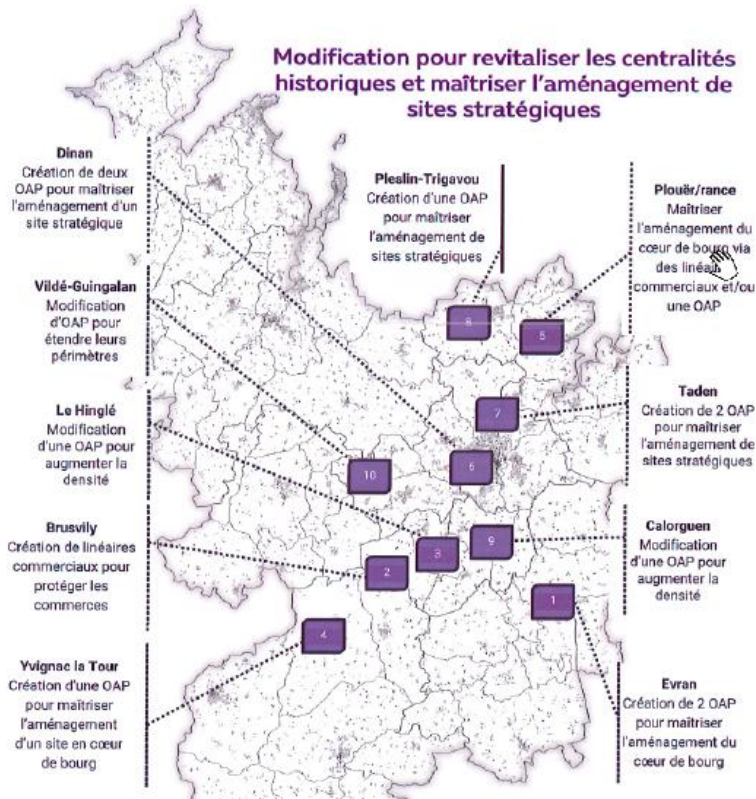 Modification pour revitaliser les centralités
historiques et maîtriser l'aménagement de
sites stratégiques
Dinan
Création de deux
OAP pour maîtriser
l'aménagement d'un
site stratégique
Pleslin-Trigavou
Création d'une OAP
pour maîtriser
l'aménagement de
sites stratégiques
Plouër/rance
Maîtriser
l'aménagement du
cœur de bourg via
des
commerciaux et/ou
une OAP
Vildé-Guingalan
Modification
d'OAP pour
étendre leurs
périmètres
Le Hinglé
Modification
d'une OAP pour
augmenter la
densité
Taden
Création de 2 OAP
pour maîtriser
l'aménagement de
sites stratégiques
Brusvily
Création de linéaires
commerciaux pour
protéger les
commerces
Calorguen
Modification
d'une OAP pour
augmenter la
densité
Yvignac la Tour
Création d'une OAP
pour maîtriser
l'aménagement
d'un site en cœur
de bourg
Evran
Création de 2 OAP
pour maîtriser
l'aménagement du
cœur de bourg
8
5
7
6
10
9
3
2
1
4